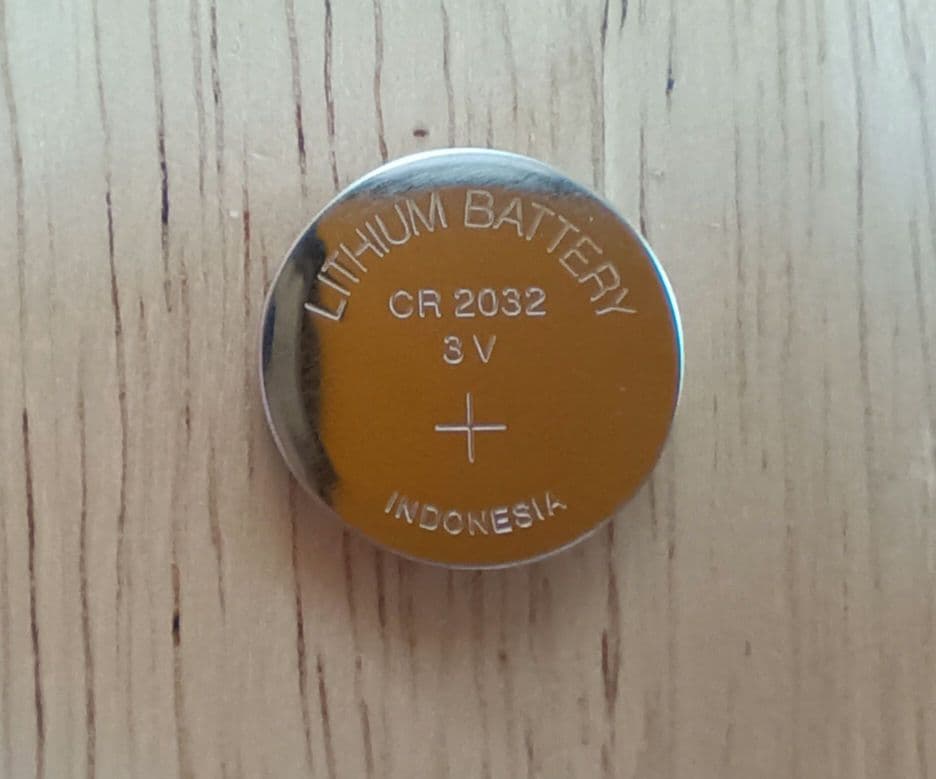 LITHIUM BATTERY
CR 2032
3 V
+
INDONESIA